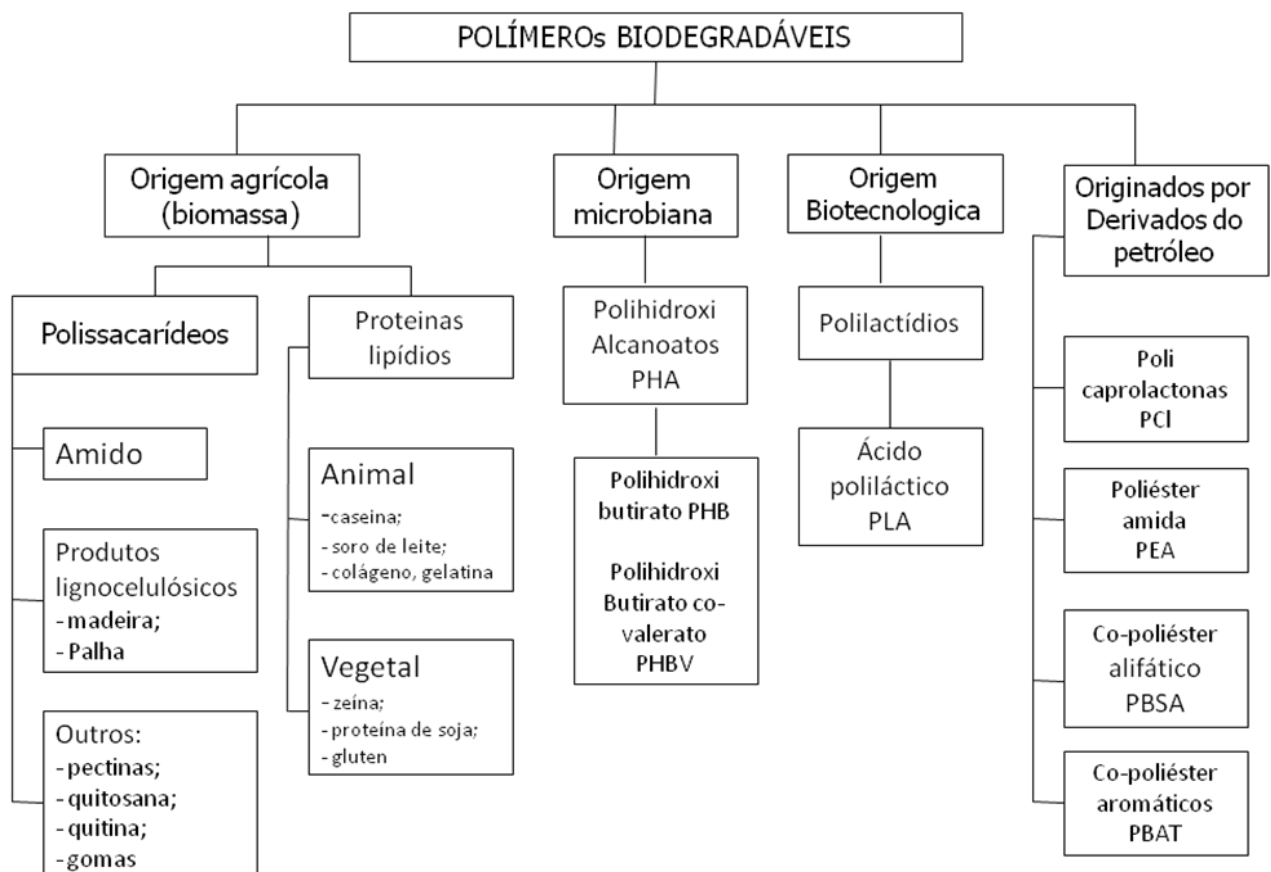 POLÍMEROs BIODEGRADÁVEIS
Origem agrícola
(biomassa)
Polissacarídeos
Amido
Produtos
lignocelulósicos
-madeira;
-Palha
Outros:
-pectinas;
-quitosana;
-quitina;
-gomas
Proteinas
lipídios
Animal
-caseina;
-soro de leite;
-colágeno, gelatina
Vegetal
-zeína;
-proteína de soja;
-gluten
Origem
microbiana
Polihidroxi
Alcanoatos
PHA
Polihidroxi
butirato PHB
Polihidroxi
Butirato co-
valerato
PHBV
Origem
Biotecnologica
Polilactídios
Ácido
poliláctico
PLA
Originados por
Derivados do
petróleo
Poli
caprolactonas
PCl
Poliéster
amida
PEA
Co-poliéster
alifático
PBSA
Co-poliéster
aromáticos
PBAT